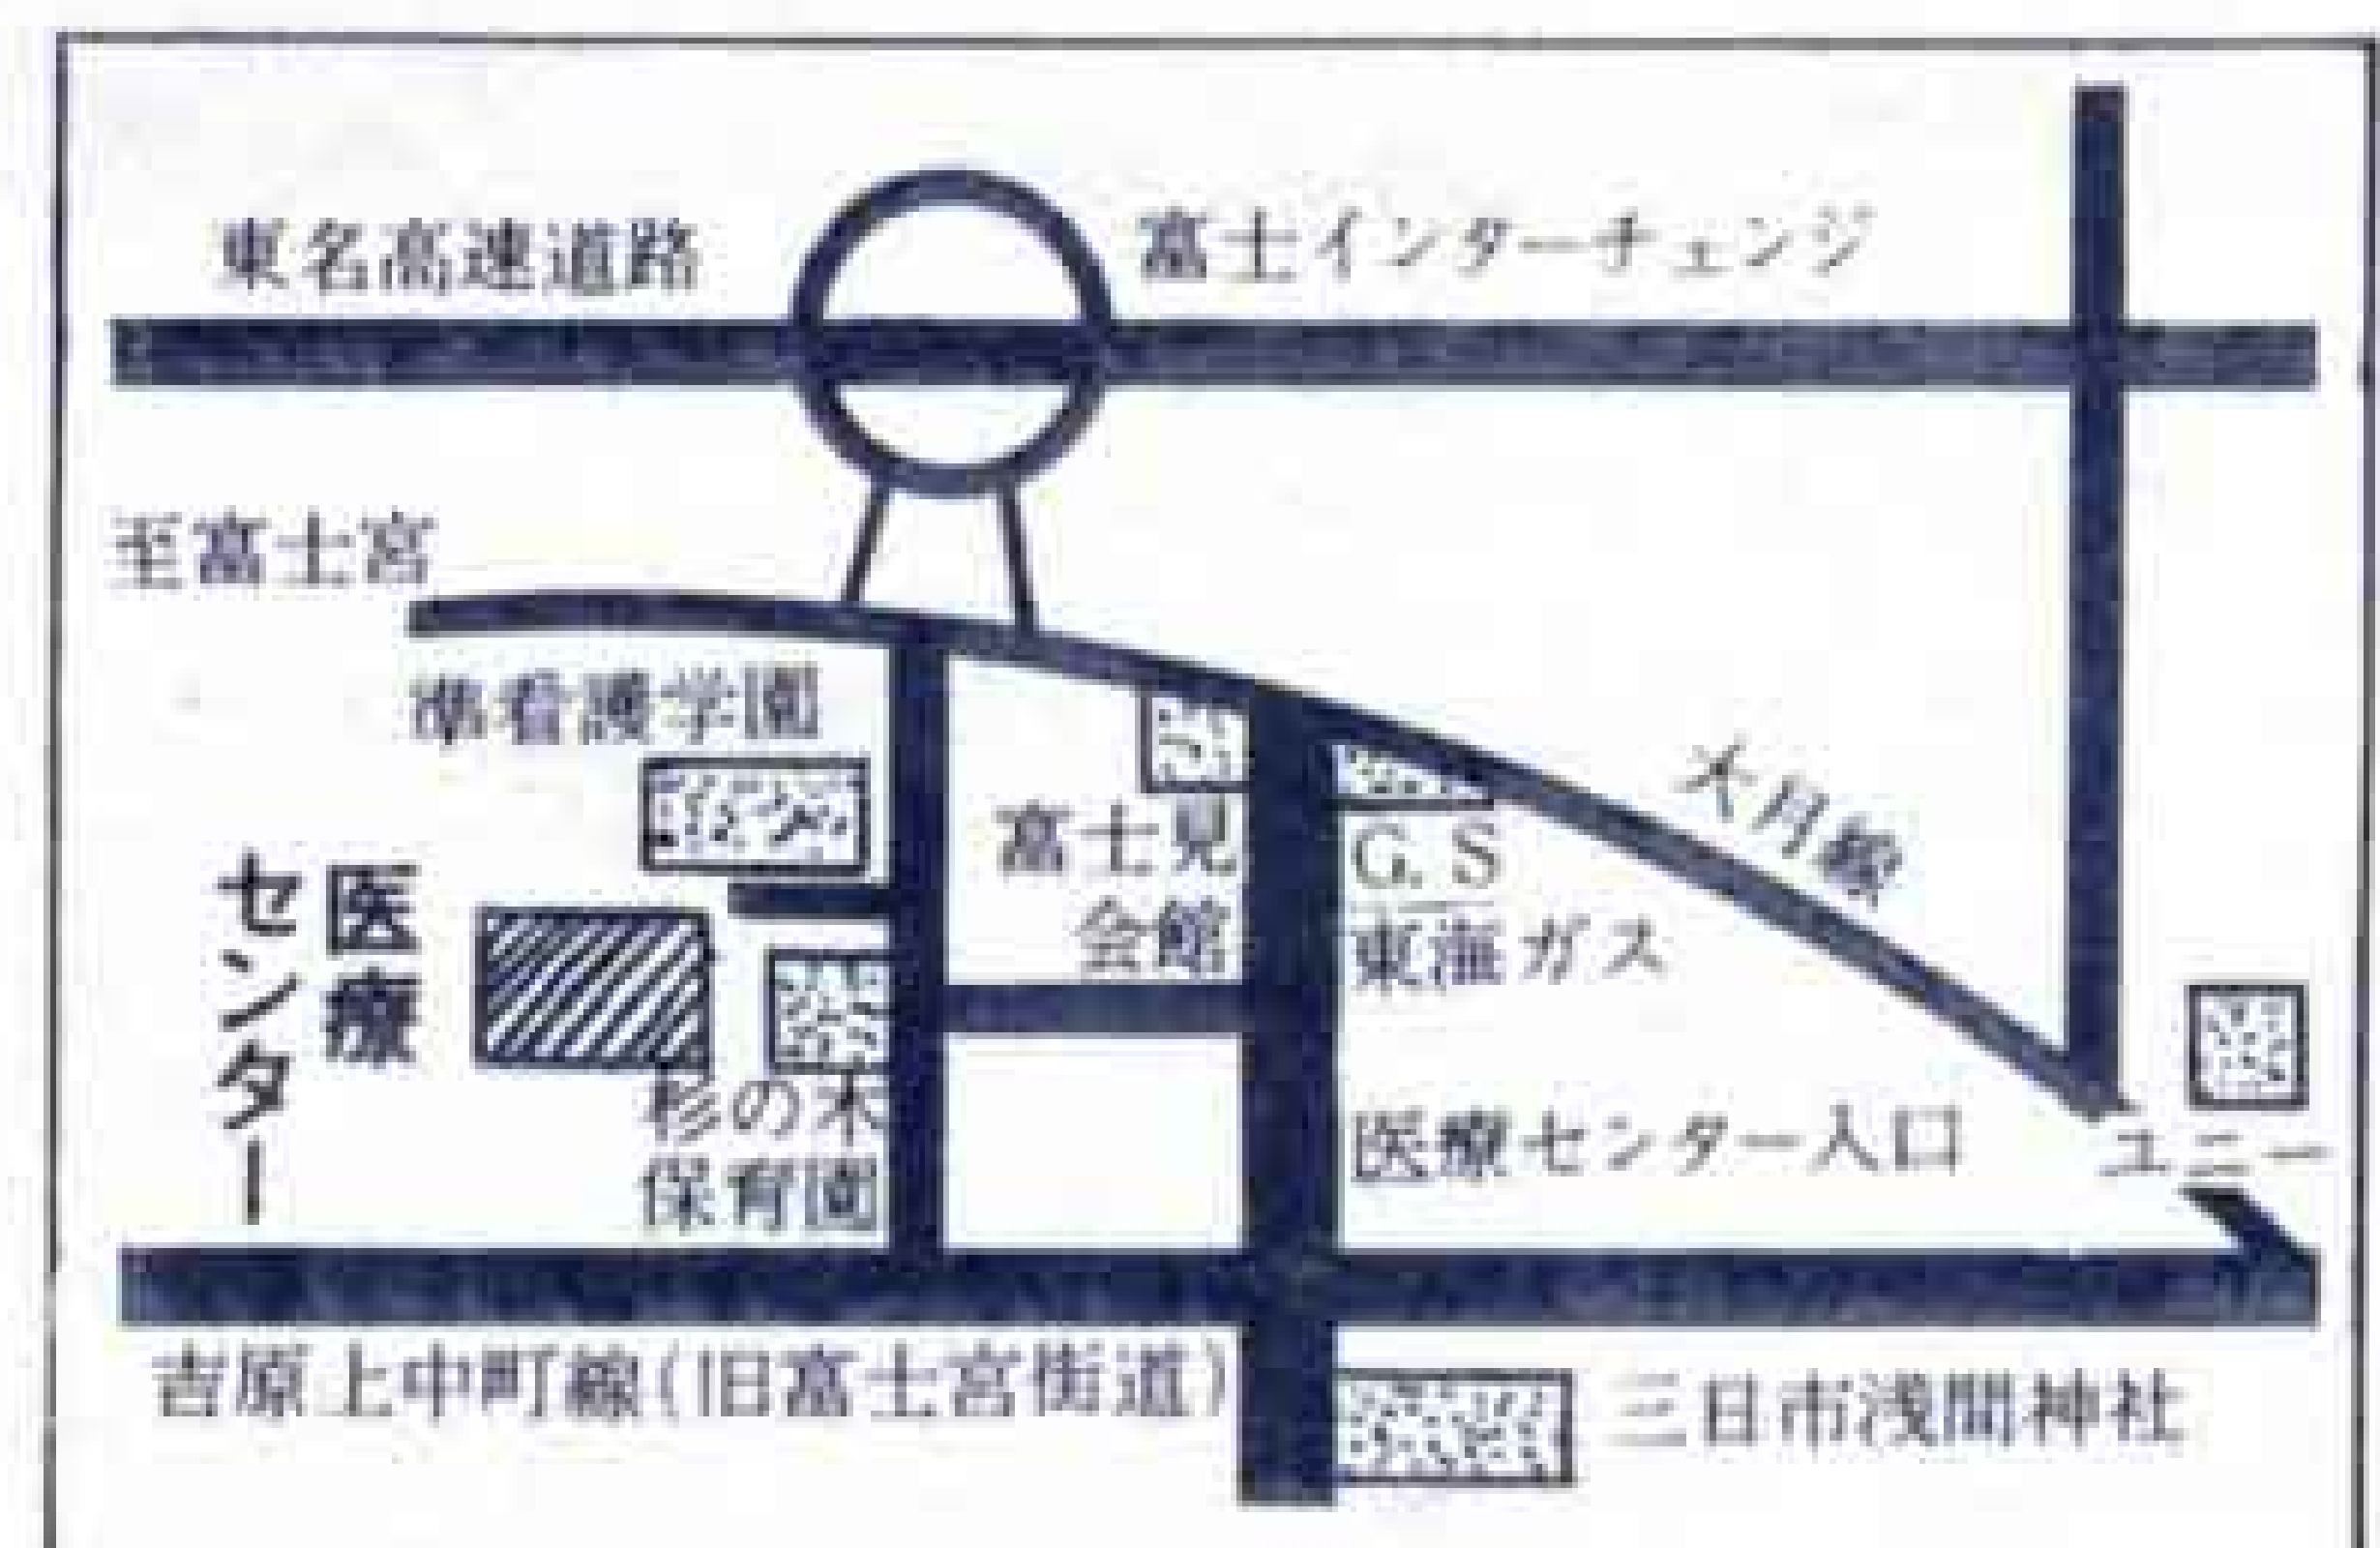 東名高速道路
富士インターチェンジ
至富士宮
準看護学園
大月線
富士見
会館
G.S
東海ガス
医療
センター
杉の木
保育園
医療センター入口
ユニー
吉原上中町線(旧富士宮街道)
三日市浅間神社